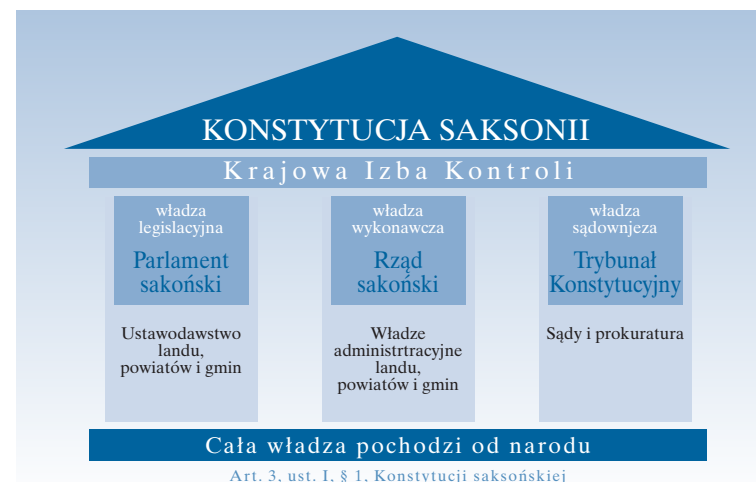 KONSTYTUCJA SAKSONII
Krajowa Izba Kontroli
władza
legislacyjna
Parlament
sakoński
Ustawodawstwo
landu,
powiatów i gmin
władza
wykonawcza
Rząd
sakoński
Władze
administrtracyjne
landu,
powiatów i gmin
władza
sądownjeza
Trybunał
Konstytucyjny
Sądy i prokuratura
Cała władza pochodzi od narodu
Art. 3, ust. I, § 1, Konstytucji saksońskiej